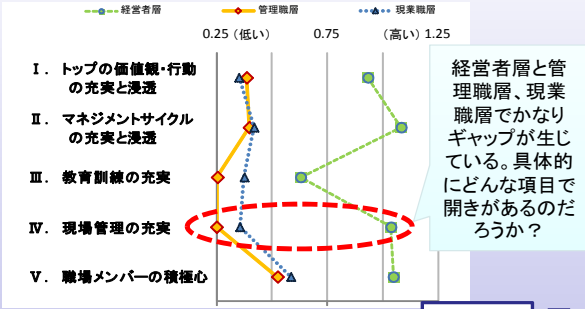 経営者層 管理職層 現業職層
0.25 (低い) 0.75 (高い) 1.25
Ⅰ. トップの価値観・行動
の充実と浸透
Ⅱ. マネジメントサイクル
の充実と浸透
Ⅲ. 教育訓練の充実
Ⅳ. 現場管理の充実
Ⅴ. 職場メンバーの積極心
経営者層と管
理職層、現業
職層でかなり
ギャップが生じ
ている。具体的
にどんな項目で
開きがあるのだ
ろうか？